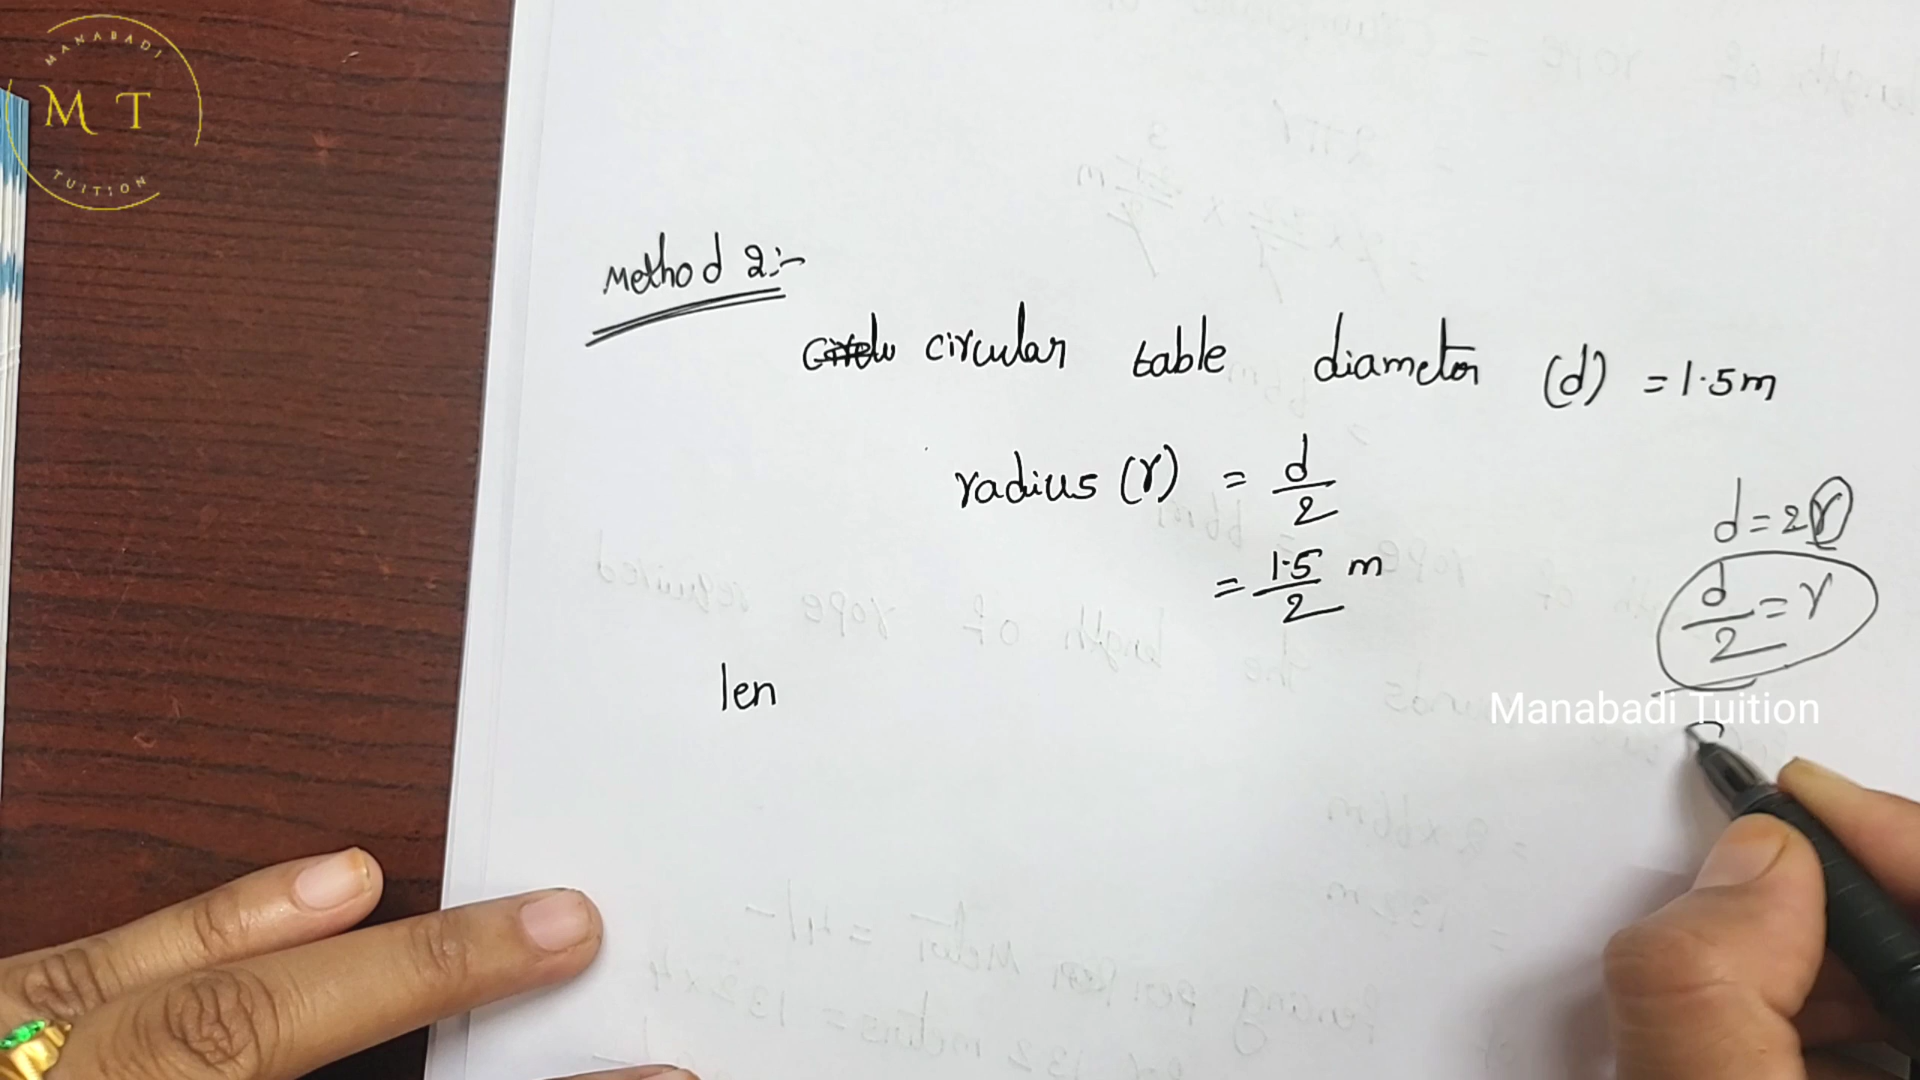 MANABADI
M T
TUITION
Method 2:-
circular table diameter (d) = 1.5m
radius (r) = d/2
= 1.5/2 m
d = 2r
d/2 = r
len
Manabadi Tuition